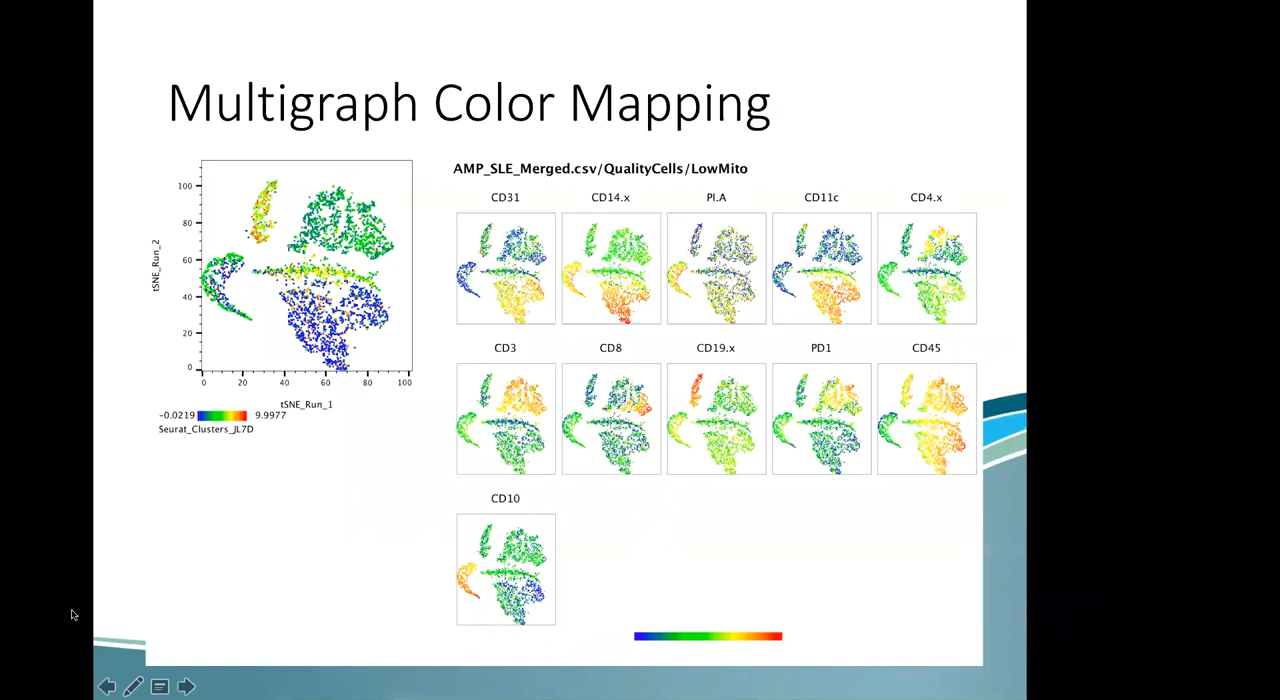 Multigraph Color Mapping
100
80
60
40
20
0
tSNE_Run_2
0 20 40 60 80 100
tSNE_Run_1
-0.0219 9.9977
Seurat_Clusters_JL7D
AMP_SLE_Merged.csv/QualityCells/LowMito
CD31 CD14.x PI.A CD11c CD4.x
CD3 CD8 CD19.x PD1 CD45
CD10